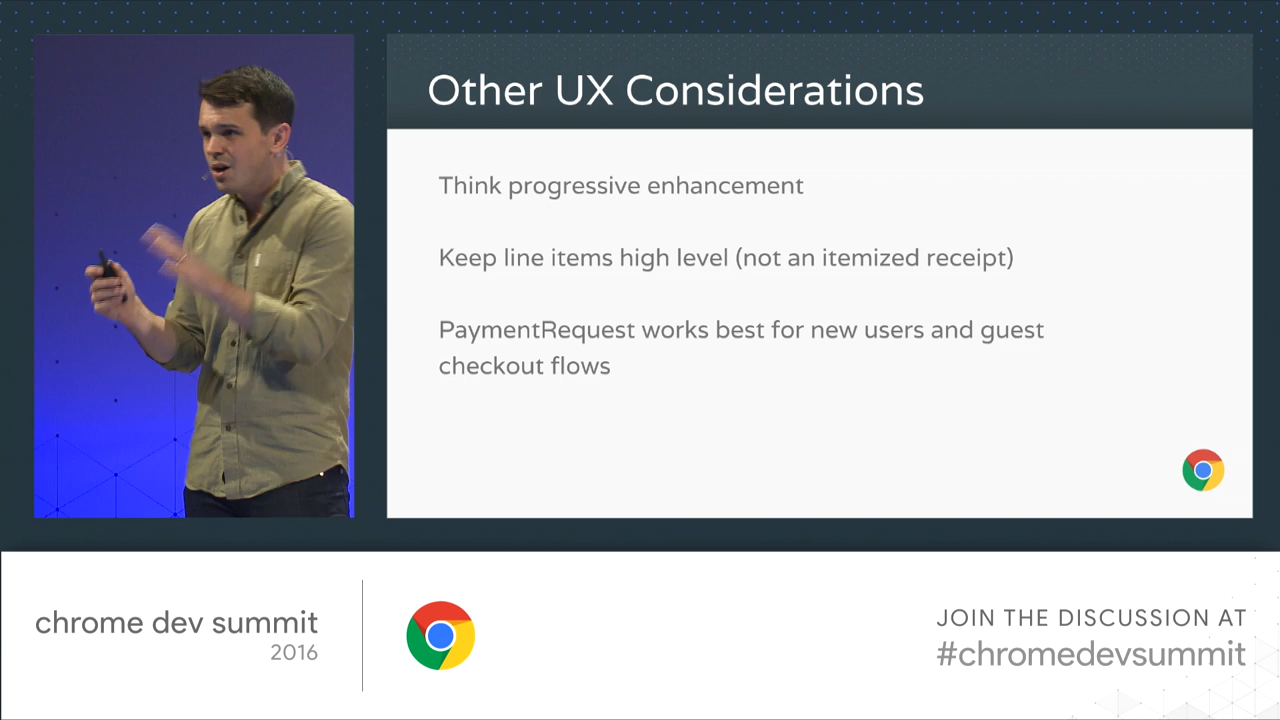 Other UX Considerations
Think progressive enhancement
Keep line items high level (not an itemized receipt)
PaymentRequest works best for new users and guest
checkout flows
chrome dev summit
2016
JOIN THE DISCUSSION AT
#chromedevsummit